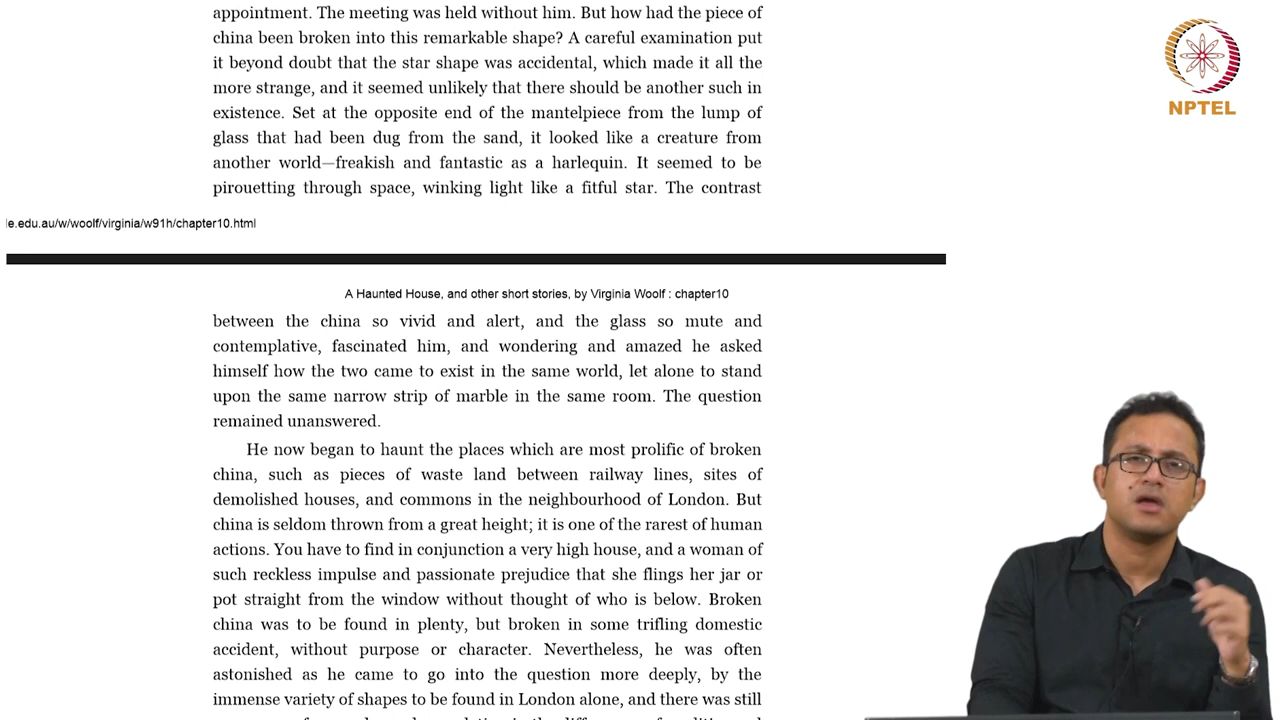 appointment. The meeting was held without him. But how had the piece of
china been broken into this remarkable shape? A careful examination put
it beyond doubt that the star shape was accidental, which made it all the
more strange, and it seemed unlikely that there should be another such in
existence. Set at the opposite end of the mantelpiece from the lump of
glass that had been dug from the sand, it looked like a creature from
another world—freakish and fantastic as a harlequin. It seemed to be
pirouetting through space, winking light like a fitful star. The contrast
NPTEL
le.edu.au/w/woolf/virginia/w91h/chapter10.html
A Haunted House, and other short stories, by Virginia Woolf : chapter10
between the china so vivid and alert, and the glass so mute and
contemplative, fascinated him, and wondering and amazed he asked
himself how the two came to exist in the same world, let alone to stand
upon the same narrow strip of marble in the same room. The question
remained unanswered.
He now began to haunt the places which are most prolific of broken
china, such as pieces of waste land between railway lines, sites of
demolished houses, and commons in the neighbourhood of London. But
china is seldom thrown from a great height; it is one of the rarest of human
actions. You have to find in conjunction a very high house, and a woman of
such reckless impulse and passionate prejudice that she flings her jar or
pot straight from the window without thought of who is below. Broken
china was to be found in plenty, but broken in some trifling domestic
accident, without purpose or character. Nevertheless, he was often
astonished as he came to go into the question more deeply, by the
immense variety of shapes to be found in London alone, and there was still